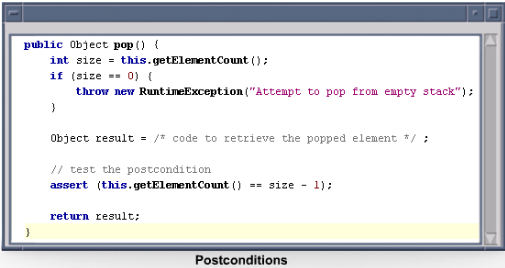 public Object pop() {
    int size = this.getElementCount();
    if (size == 0) {
        throw new RuntimeException("Attempt to pop from empty stack");
    }
    Object result = /* code to retrieve the popped element */ ;
    // test the postcondition
    assert (this.getElementCount() == size - 1);
    return result;
}
Postconditions